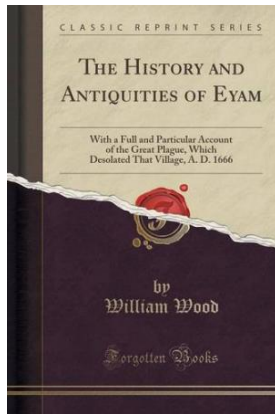 CLASSIC REPRINT SERIES
THE HISTORY AND
ANTIQUITIES OF EYAM
With a Full and Particular Account
of the Great Plague, Which
Desolated That Village, A. D. 1666
by
William Wood
Forgotten Books